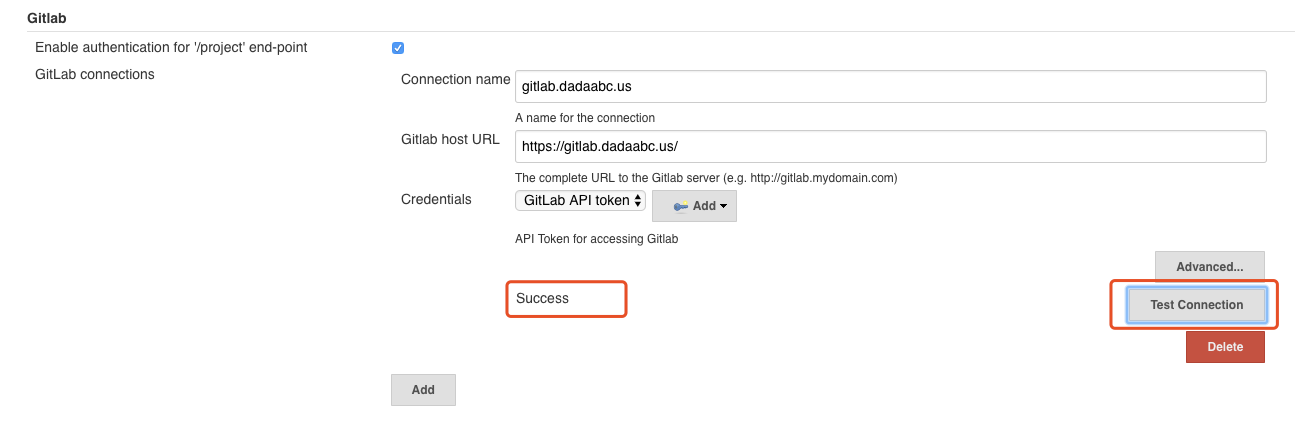 Gitlab
Enable authentication for '/project' end-point
GitLab connections
Connection name
gitlab.dadaabc.us
A name for the connection
Gitlab host URL
https://gitlab.dadaabc.us/
The complete URL to the Gitlab server (e.g. http://gitlab.mydomain.com)
Credentials
GitLab API token
Add
API Token for accessing Gitlab
Advanced...
Success
Test Connection
Delete
Add